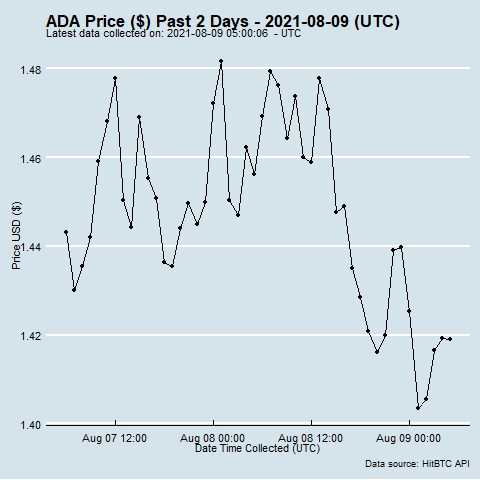 ADA Price ($) Past 2 Days - 2021-08-09 (UTC)
Latest data collected on: 2021-08-09 05:00:06  - UTC
1.48
1.46
1.44
1.42
1.40
Price USD ($)
Aug 07 12:00
Aug 08 00:00
Aug 08 12:00
Aug 09 00:00
Date Time Collected (UTC)
Data source: HitBTC API